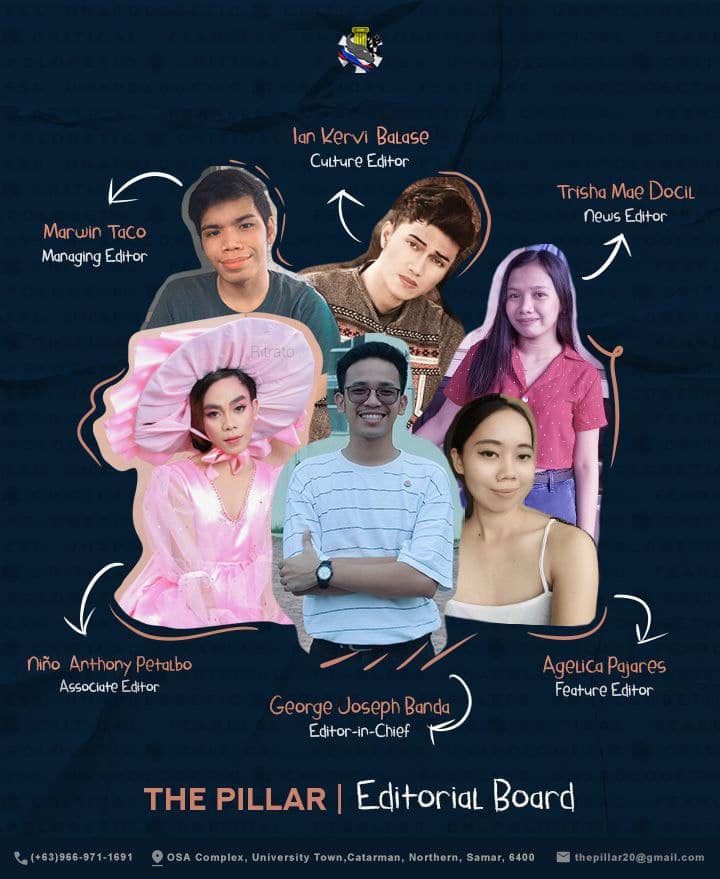 Ian Kervi Balase
Culture Editor
Trisha Mae Docil
News Editor
Marwin Taco
Managing Editor
Ritrato
Niño Anthony Petalbo
Associate Editor
Agelica Pajares
Feature Editor
George Joseph Banda
Editor-in-Chief
THE PILLAR | Editorial Board
(+63)966-971-1691 OSA Complex, University Town,Catarman, Northern, Samar, 6400 thepillar20@gmail.com